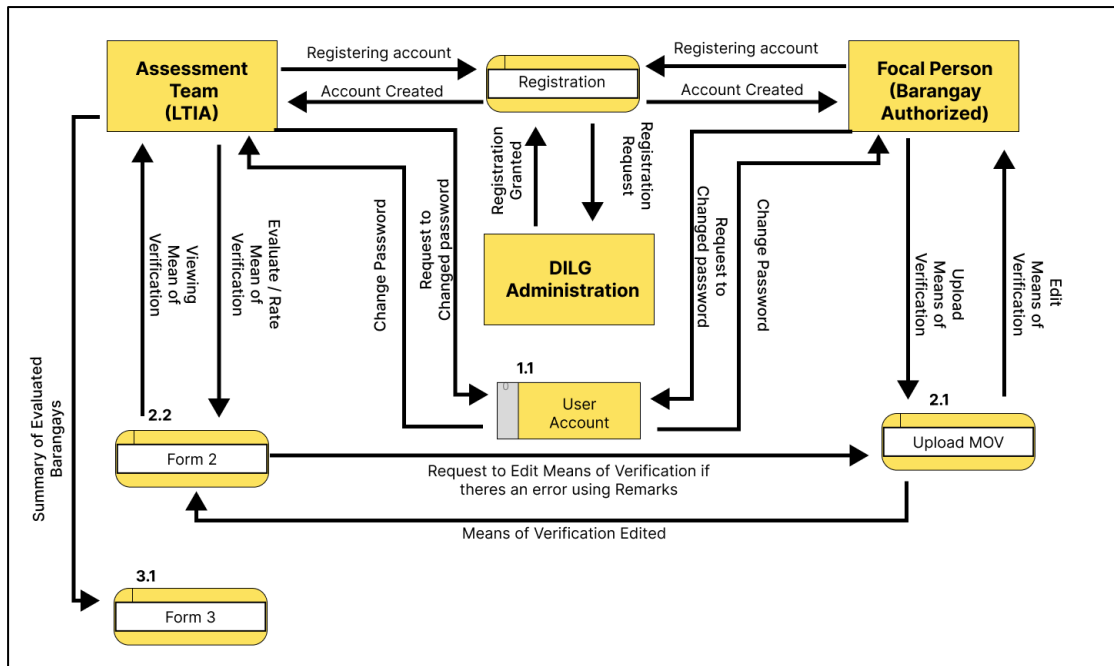 Assessment
Team
(LTIA)
Registering account
Account Created
Registration
Registering account
Account Created
Focal Person
(Barangay
Authorized)
Registration
Granted
Registration
Request
DILG
Administration
Viewing
Mean of
Verification
Evaluate / Rate
Mean of
Verification
Change Password
Request to
Changed password
Request to
Changed password
Change Password
Upload
Means of
Verification
Edit
Means of
Verification
Summary of Evaluated
Barangays
1.1
User
Account
2.2
Form 2
2.1
Upload MOV
Request to Edit Means of Verification if
theres an error using Remarks
Means of Verification Edited
3.1
Form 3